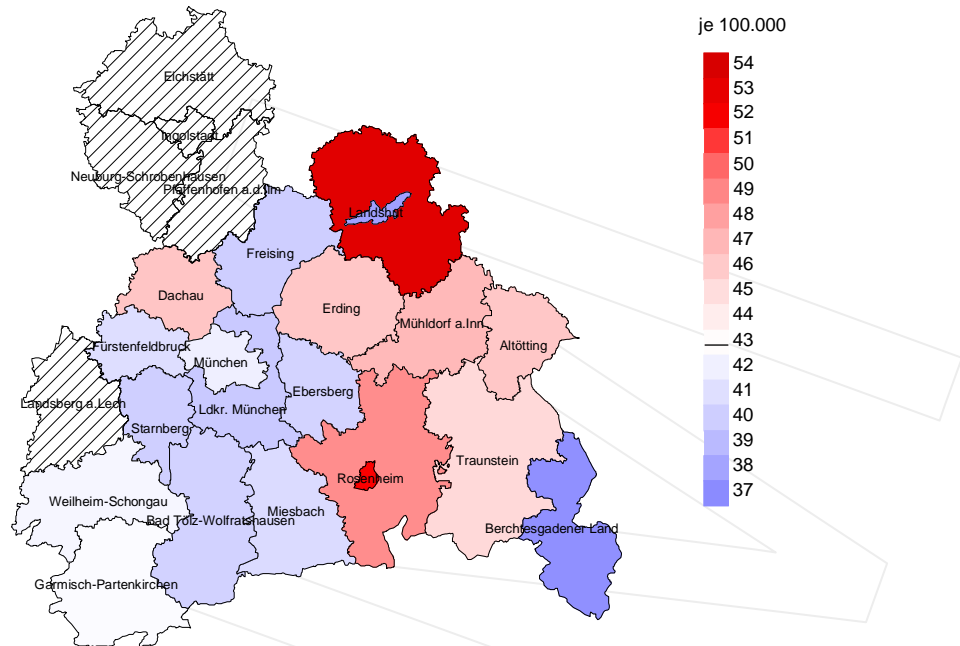 je 100.000
54
53
52
51
50
49
48
47
46
45
44
43
42
41
40
39
38
37
Eichstätt
Ingolstadt
Neuburg-Schrobenhausen
Pfaffenhofen a.d.Ilm
Landshut
Freising
Dachau
Erding
Mühldorf a.Inn
Altötting
Fürstenfeldbruck
München
Ebersberg
Landsberg a.Lech
Ldkr. München
Starnberg
Traunstein
Rosenheim
Weilheim-Schongau
Miesbach
Bad Tölz-Wolfratshausen
Berchtesgadener Land
Garmisch-Partenkirchen